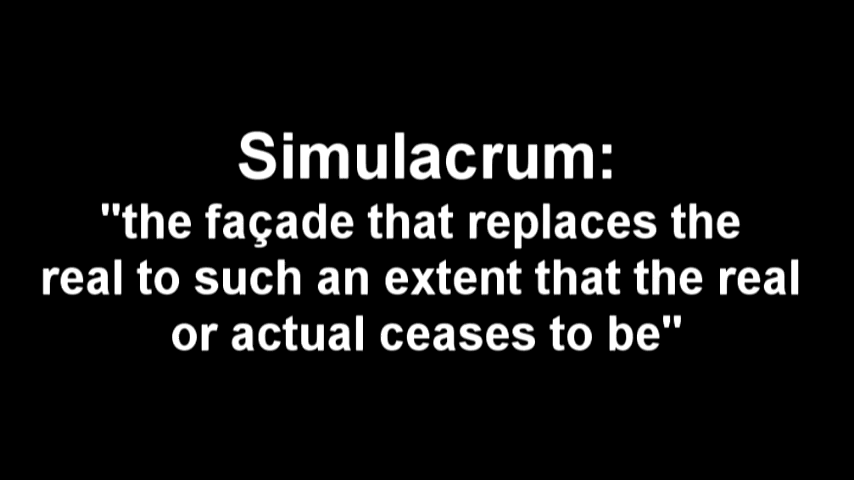 Simulacrum:
"the façade that replaces the
real to such an extent that the real
or actual ceases to be"